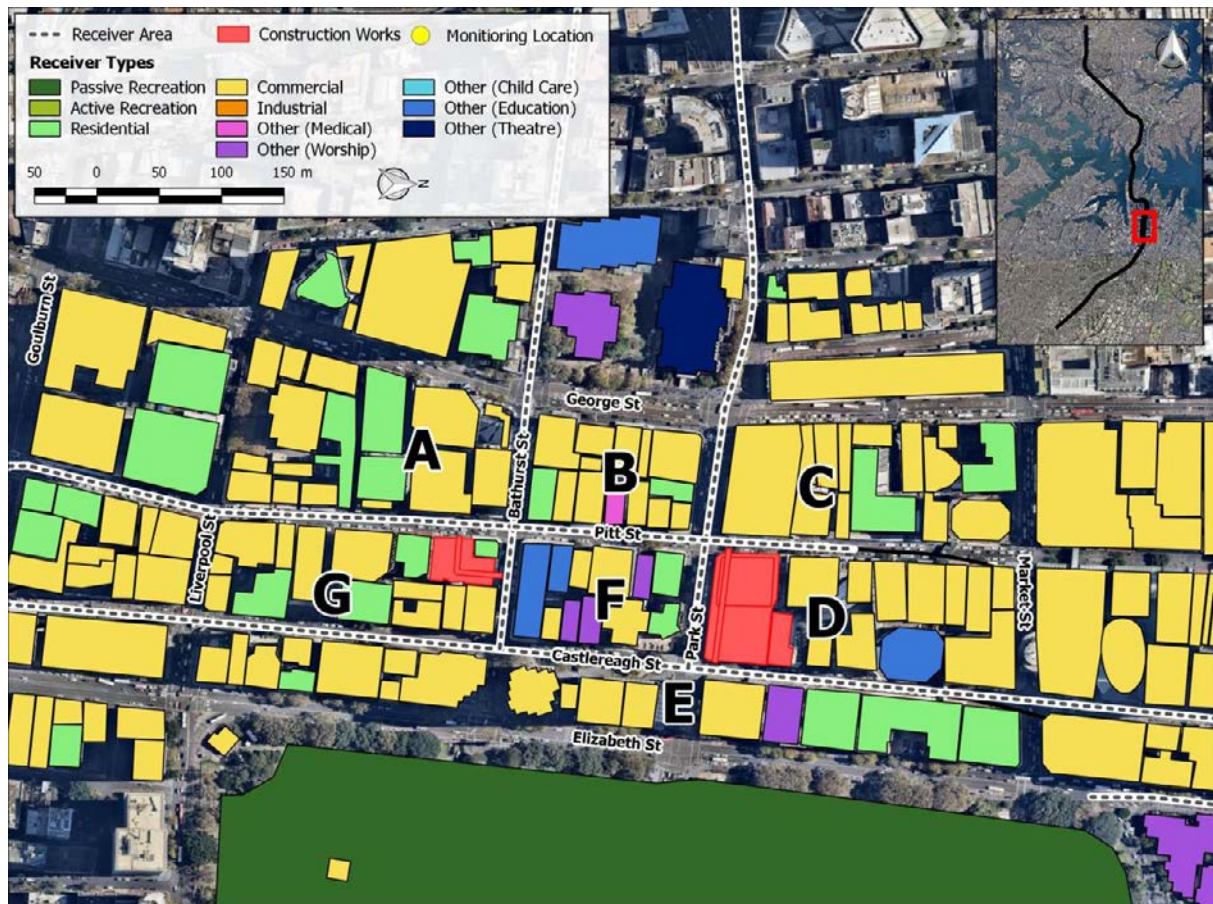 Receiver Area
Construction Works
Monitoring Location
Receiver Types
Passive Recreation
Active Recreation
Residential
Commercial
Industrial
Other (Medical)
Other (Worship)
Other (Child Care)
Other (Education)
Other (Theatre)
50 0 50 100 150 m
N
Goulburn St
George St
Bathurst St
A
B
C
Pitt St
Liverpool St
Market St
G
F
D
Park St
Castlereagh St
E
Elizabeth St